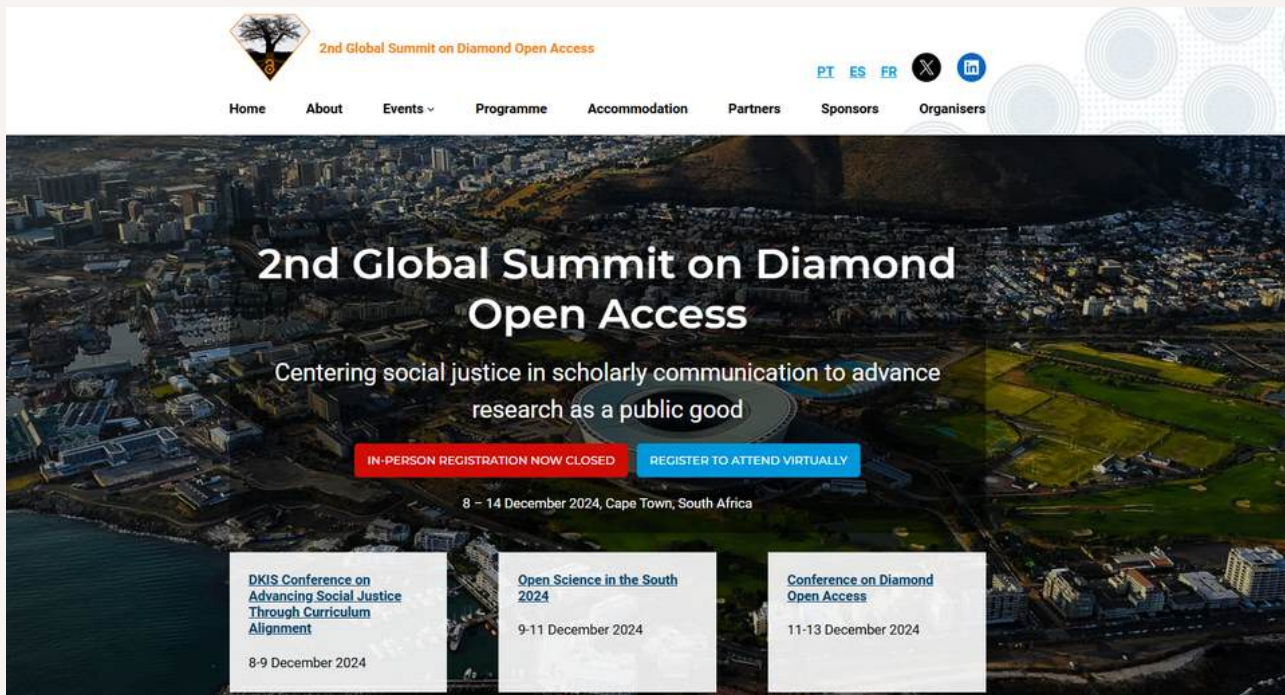 2nd Global Summit on Diamond Open Access
PT ES FR
Home About Events Programme Accommodation Partners Sponsors Organisers
2nd Global Summit on Diamond
Open Access
Centering social justice in scholarly communication to advance
research as a public good
IN-PERSON REGISTRATION NOW CLOSED REGISTER TO ATTEND VIRTUALLY
8 – 14 December 2024, Cape Town, South Africa
DKIS Conference on
Advancing Social Justice
Through Curriculum
Alignment
8-9 December 2024
Open Science in the South
2024
9-11 December 2024
Conference on Diamond
Open Access
11-13 December 2024